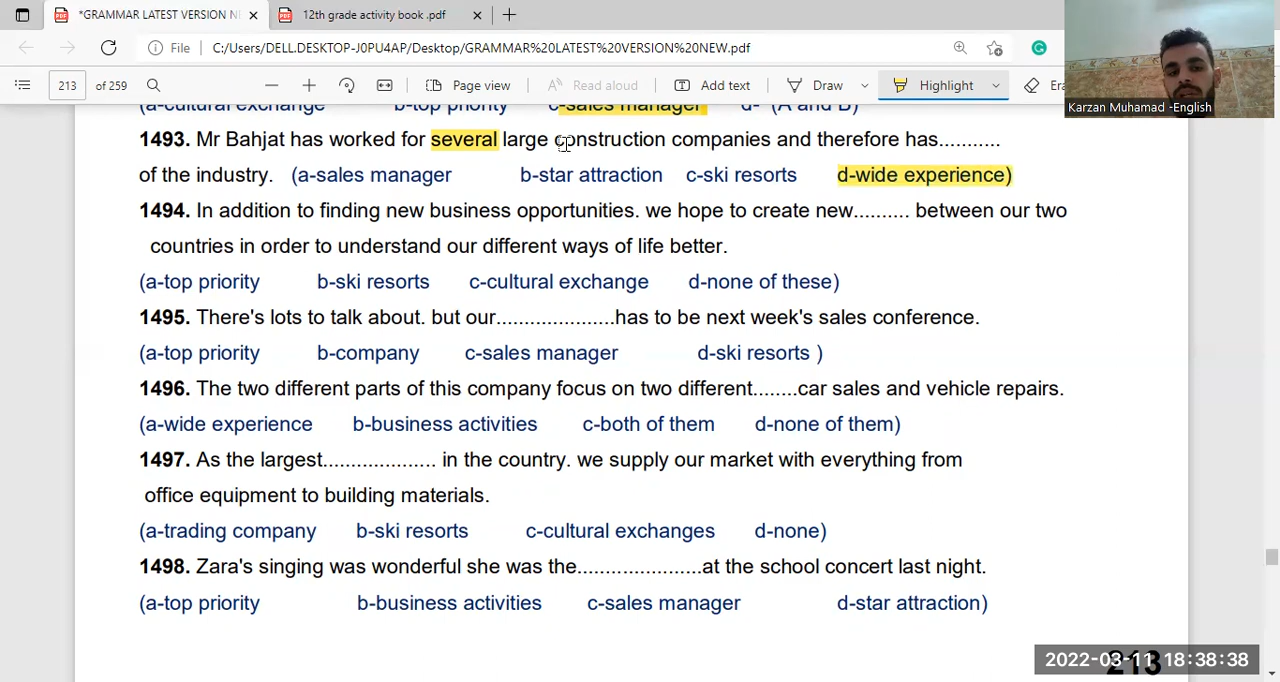 *GRAMMAR LATEST VERSION N
12th grade activity book .pdf
File
C:/Users/DELL.DESKTOP-J0PU4AP/Desktop/GRAMMAR%20LATEST%20VERSION%20NEW.pdf
213 of 259
Page view
Read aloud
Add text
Draw
Highlight
Era
Karzan Muhamad -English
(a-cultural exchange b-top priority c-sales manager d- (A and B)
1493. Mr Bahjat has worked for several large construction companies and therefore has...........
of the industry. (a-sales manager b-star attraction c-ski resorts d-wide experience)
1494. In addition to finding new business opportunities. we hope to create new.......... between our two
countries in order to understand our different ways of life better.
(a-top priority b-ski resorts c-cultural exchange d-none of these)
1495. There's lots to talk about. but our.....................has to be next week's sales conference.
(a-top priority b-company c-sales manager d-ski resorts )
1496. The two different parts of this company focus on two different........car sales and vehicle repairs.
(a-wide experience b-business activities c-both of them d-none of them)
1497. As the largest.................... in the country. we supply our market with everything from
office equipment to building materials.
(a-trading company b-ski resorts c-cultural exchanges d-none)
1498. Zara's singing was wonderful she was the......................at the school concert last night.
(a-top priority b-business activities c-sales manager d-star attraction)
213
2022-03-11 18:38:38